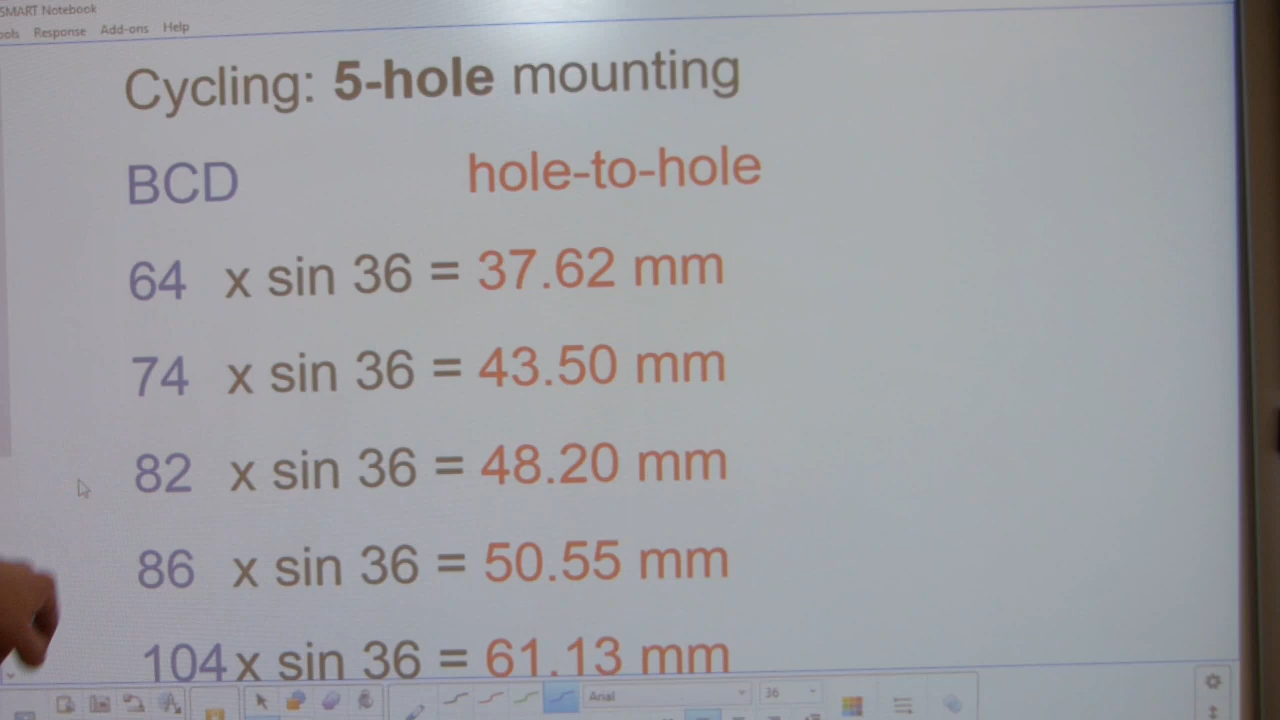 SMART Notebook
ools Response Add-ons Help
Cycling: 5-hole mounting
BCD hole-to-hole
64 x sin 36 = 37.62 mm
74 x sin 36 = 43.50 mm
82 x sin 36 = 48.20 mm
86 x sin 36 = 50.55 mm
104 x sin 36 = 61.13 mm
Arial 36